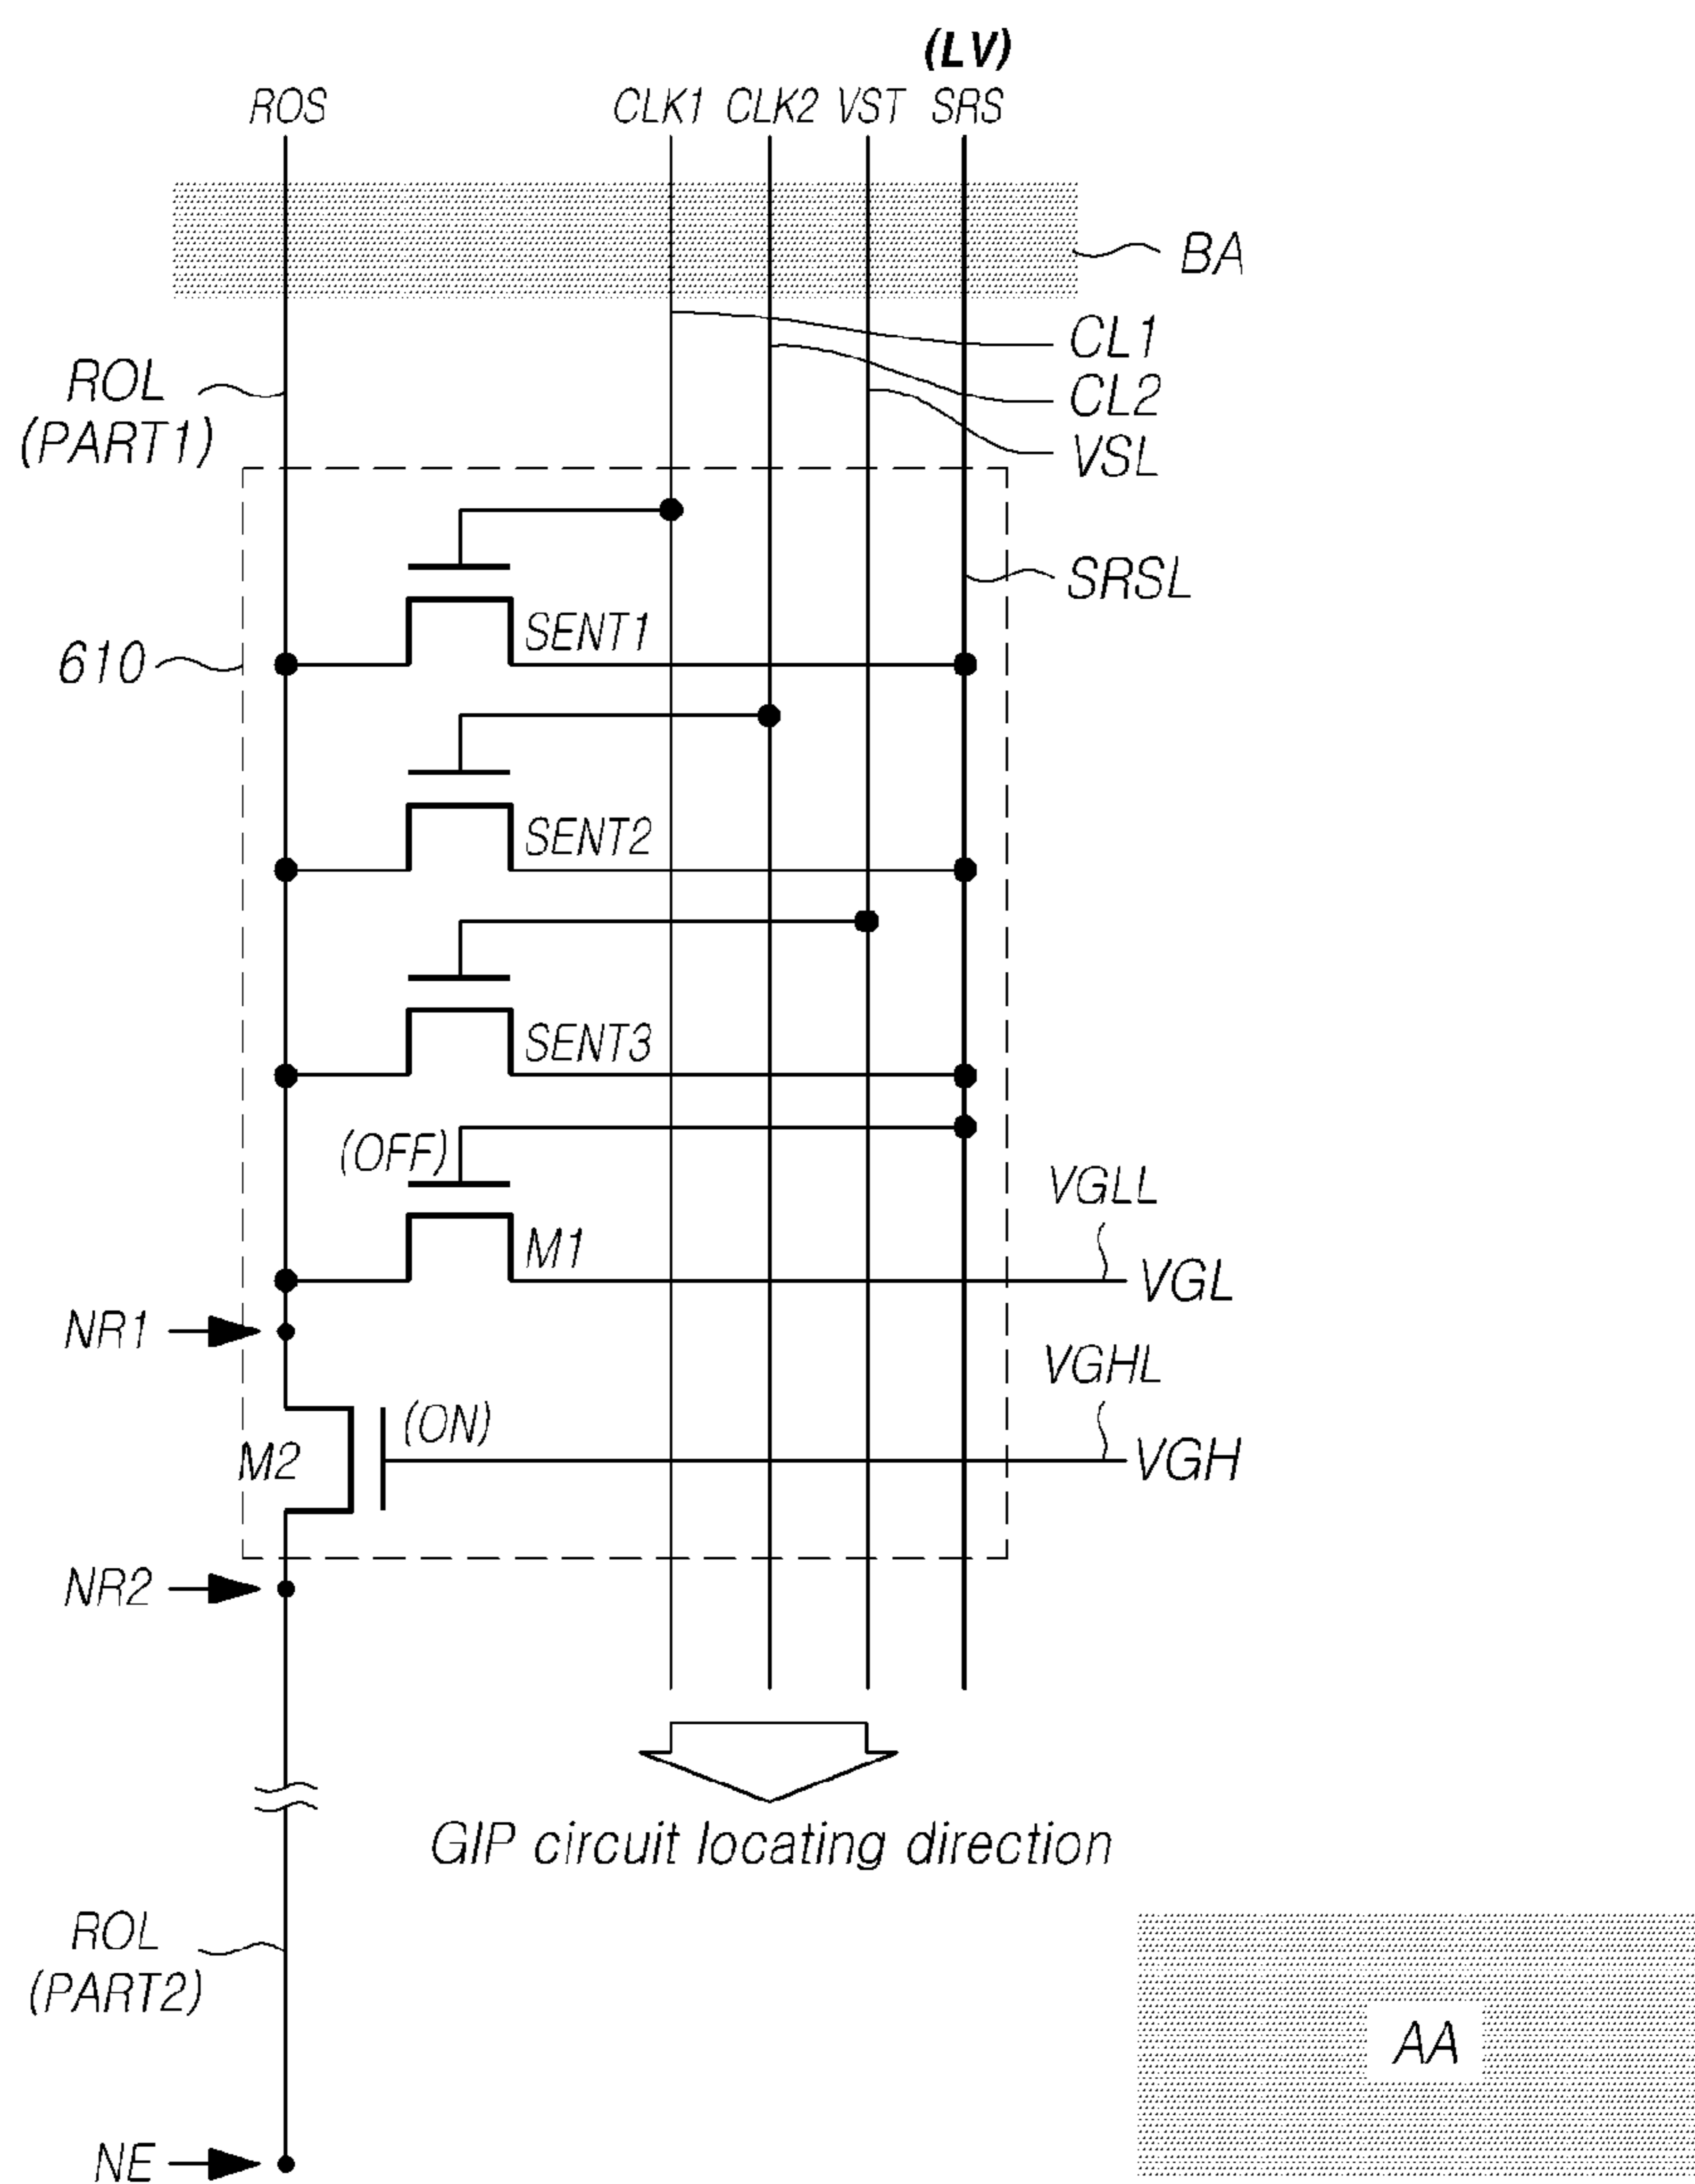 (LV)
ROS CLK1 CLK2 VST SRS
BA
CL1
ROL
(PART1)
CL2
VSL
SRSL
SENT1
610
SENT2
SENT3
(OFF)
VGLL
M1
VGL
NR1
VGHL
(ON)
M2
VGH
NR2
GIP circuit locating direction
ROL
(PART2)
AA
NE